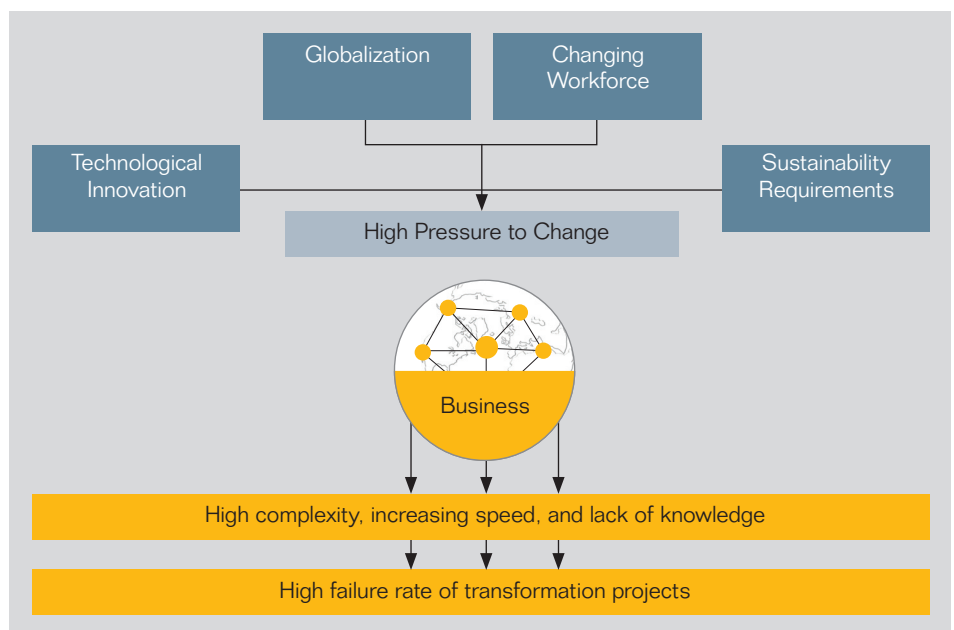 Globalization
Changing
Workforce
Technological
Innovation
Sustainability
Requirements
High Pressure to Change
Business
High complexity, increasing speed, and lack of knowledge
High failure rate of transformation projects